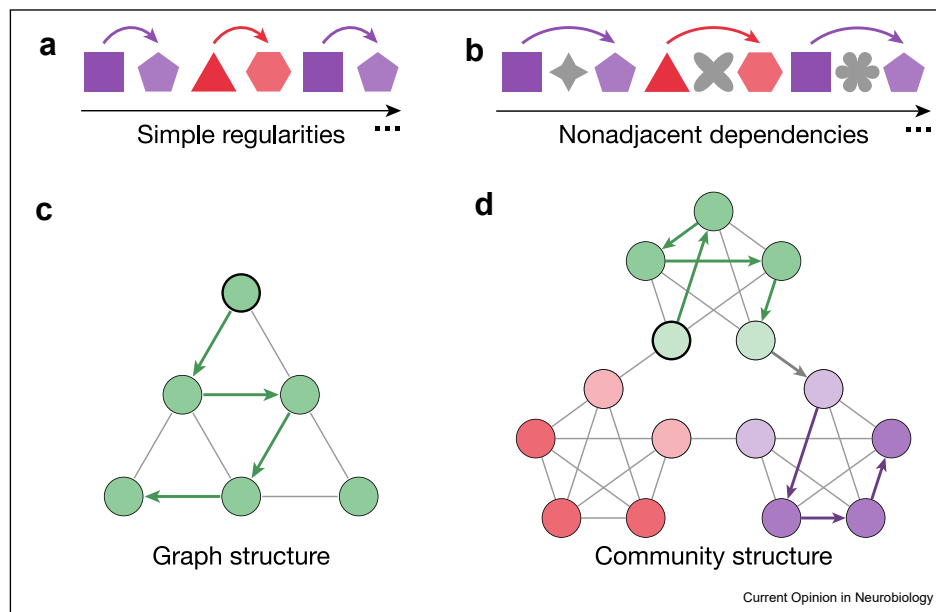 a
b
Simple regularities ...
Nonadjacent dependencies ...
c
d
Graph structure
Community structure
Current Opinion in Neurobiology